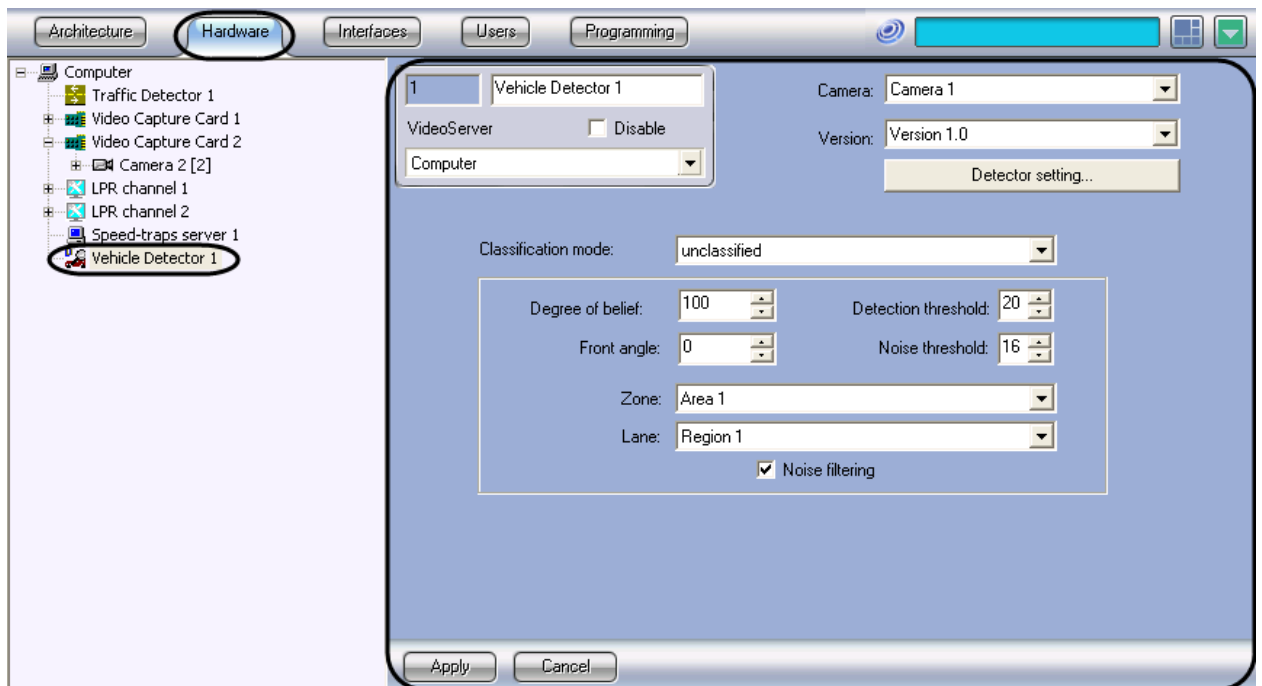 Architecture Hardware Interfaces Users Programming
Computer
Traffic Detector 1
Video Capture Card 1
Video Capture Card 2
Camera 2 [2]
LPR channel 1
LPR channel 2
Speed-traps server 1
Vehicle Detector 1
1 Vehicle Detector 1
VideoServer Disable
Computer
Camera: Camera 1
Version: Version 1.0
Detector setting...
Classification mode: unclassified
Degree of belief: 100 Detection threshold: 20
Front angle: 0 Noise threshold: 16
Zone: Area 1
Lane: Region 1
Noise filtering
Apply Cancel